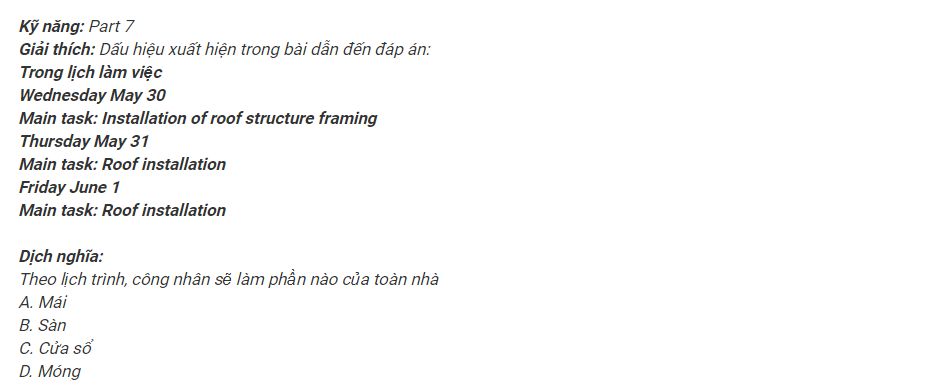 Kỹ năng: Part 7
Giải thích: Dấu hiệu xuất hiện trong bài dẫn đến đáp án:
Trong lịch làm việc
Wednesday May 30
Main task: Installation of roof structure framing
Thursday May 31
Main task: Roof installation
Friday June 1
Main task: Roof installation
Dịch nghĩa:
Theo lịch trình, công nhân sẽ làm phần nào của toàn nhà
A. Mái
B. Sàn
C. Cửa sổ
D. Móng